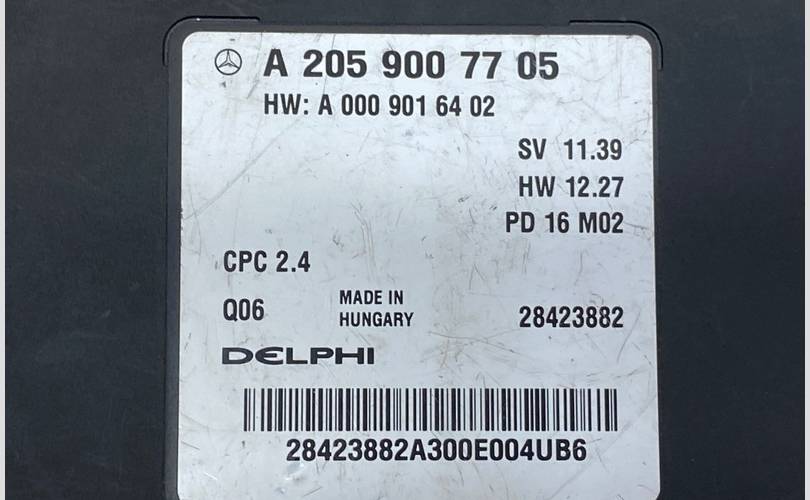 A 205 900 77 05
HW: A 000 901 64 02
SV 11.39
HW 12.27
PD 16 M02
CPC 2.4
Q06
MADE IN
HUNGARY
28423882
DELPHI
28423882A300E004UB6